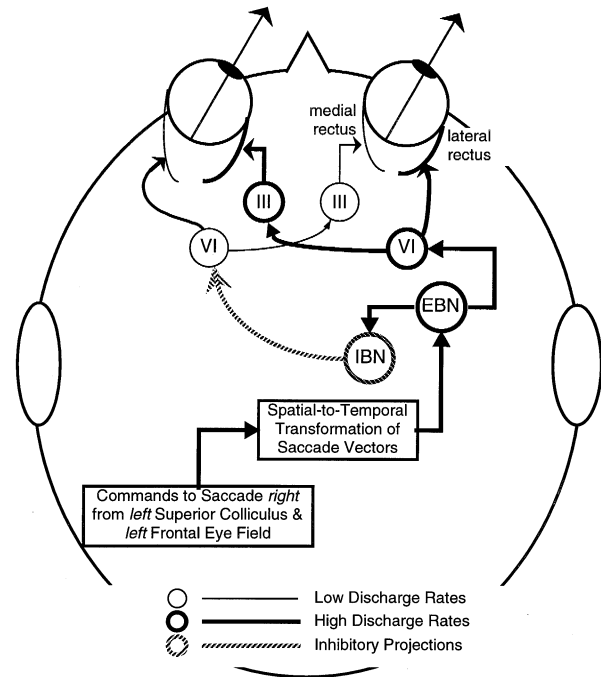 medial
rectus
lateral
rectus
III
III
VI
VI
EBN
IBN
Spatial-to-Temporal
Transformation of
Saccade Vectors
Commands to Saccade right
from left Superior Colliculus &
left Frontal Eye Field
Low Discharge Rates
High Discharge Rates
Inhibitory Projections